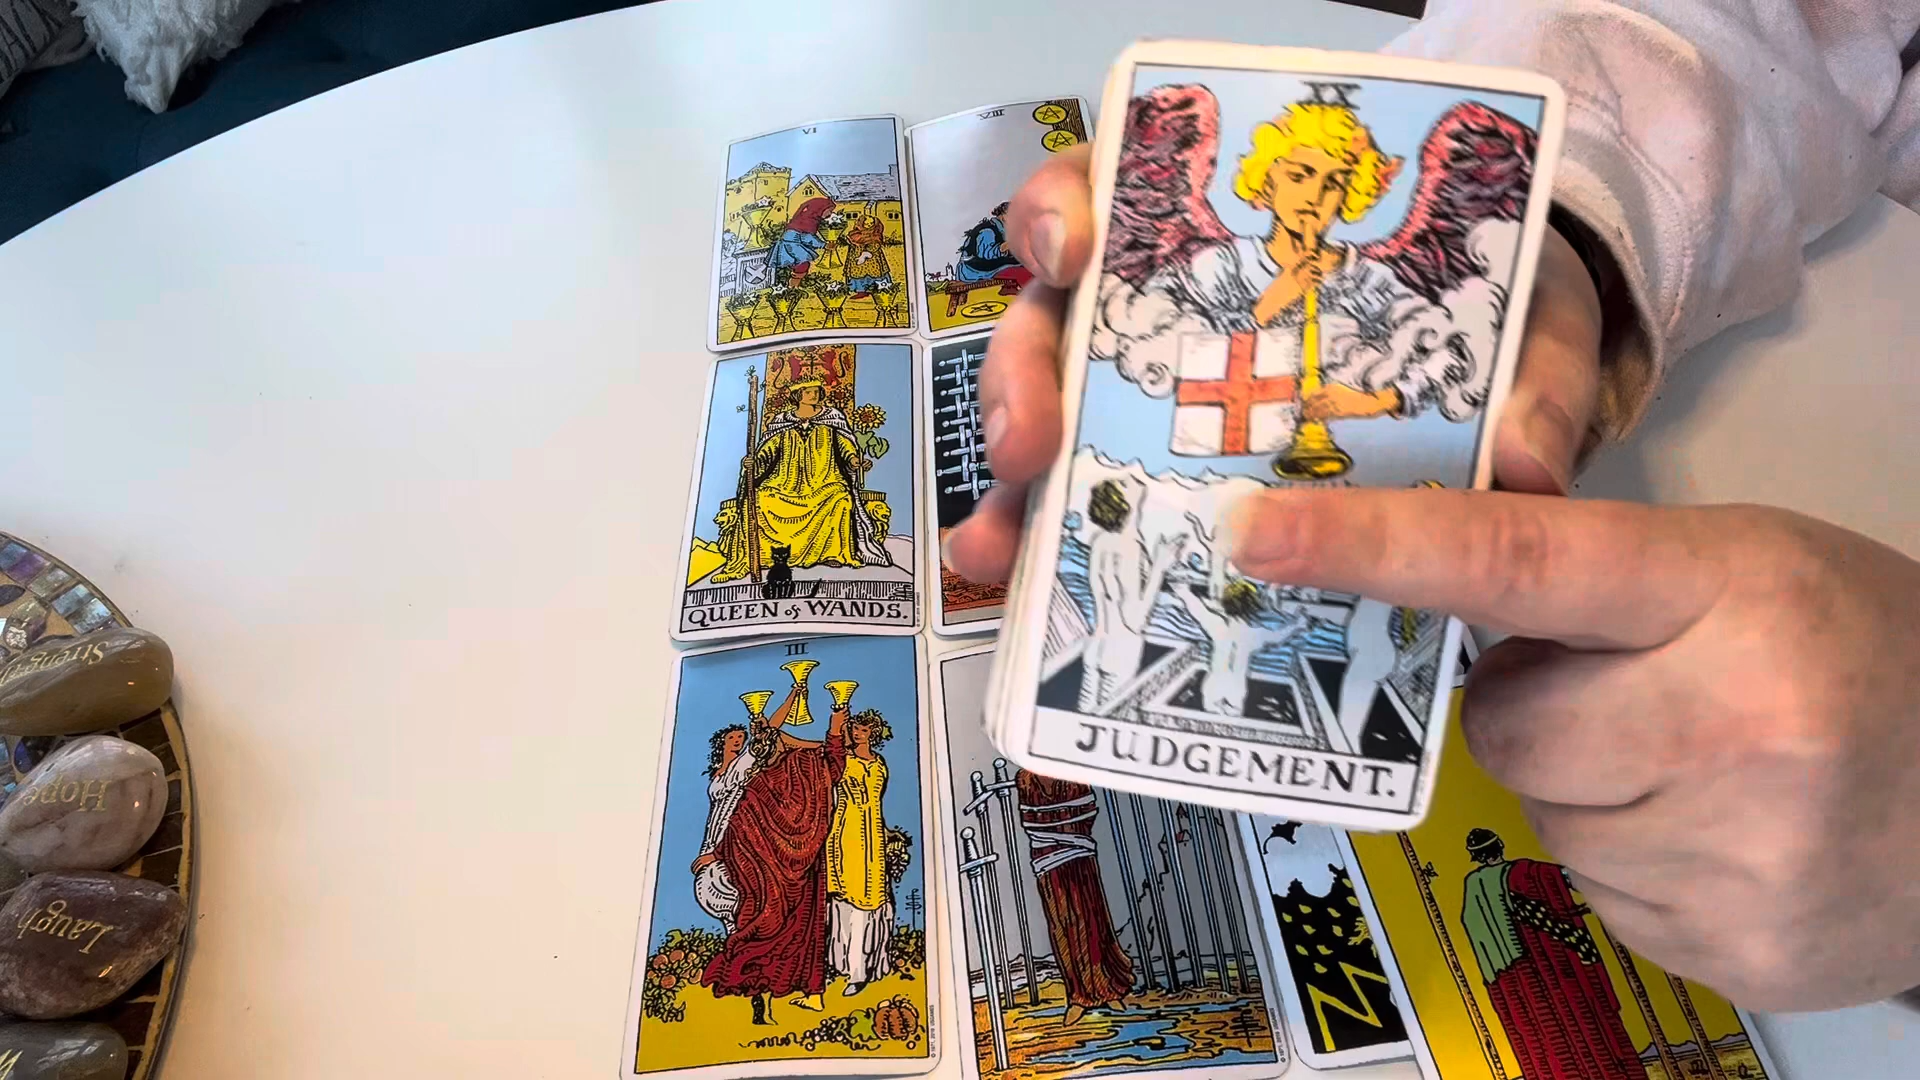 VI
VIII
XX
QUEEN of WANDS.
III
JUDGEMENT.
Strength
Hope
Laugh